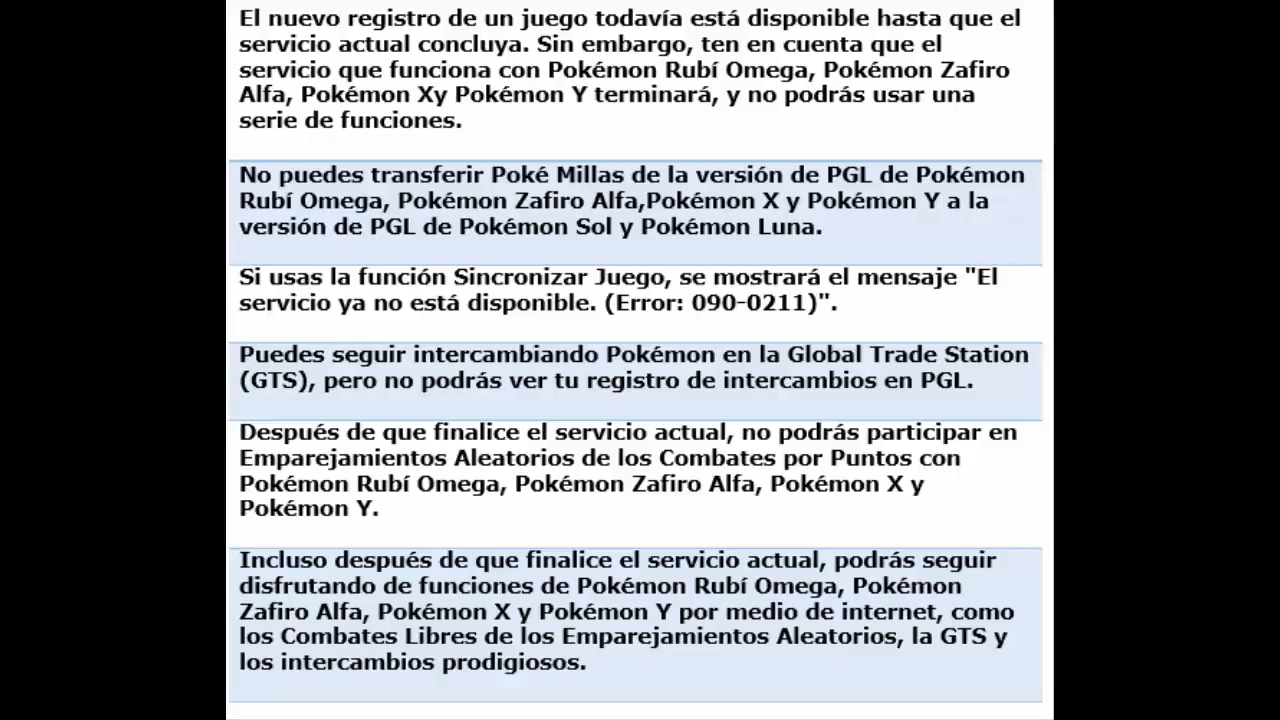 El nuevo registro de un juego todavía está disponible hasta que el
servicio actual concluya. Sin embargo, ten en cuenta que el
servicio que funciona con Pokémon Rubí Omega, Pokémon Zafiro
Alfa, Pokémon Xy Pokémon Y terminará, y no podrás usar una
serie de funciones.
No puedes transferir Poké Millas de la versión de PGL de Pokémon
Rubí Omega, Pokémon Zafiro Alfa,Pokémon X y Pokémon Y a la
versión de PGL de Pokémon Sol y Pokémon Luna.
Si usas la función Sincronizar Juego, se mostrará el mensaje "El
servicio ya no está disponible. (Error: 090-0211)".
Puedes seguir intercambiando Pokémon en la Global Trade Station
(GTS), pero no podrás ver tu registro de intercambios en PGL.
Después de que finalice el servicio actual, no podrás participar en
Emparejamientos Aleatorios de los Combates por Puntos con
Pokémon Rubí Omega, Pokémon Zafiro Alfa, Pokémon X y
Pokémon Y.
Incluso después de que finalice el servicio actual, podrás seguir
disfrutando de funciones de Pokémon Rubí Omega, Pokémon
Zafiro Alfa, Pokémon X y Pokémon Y por medio de internet, como
los Combates Libres de los Emparejamientos Aleatorios, la GTS y
los intercambios prodigiosos.